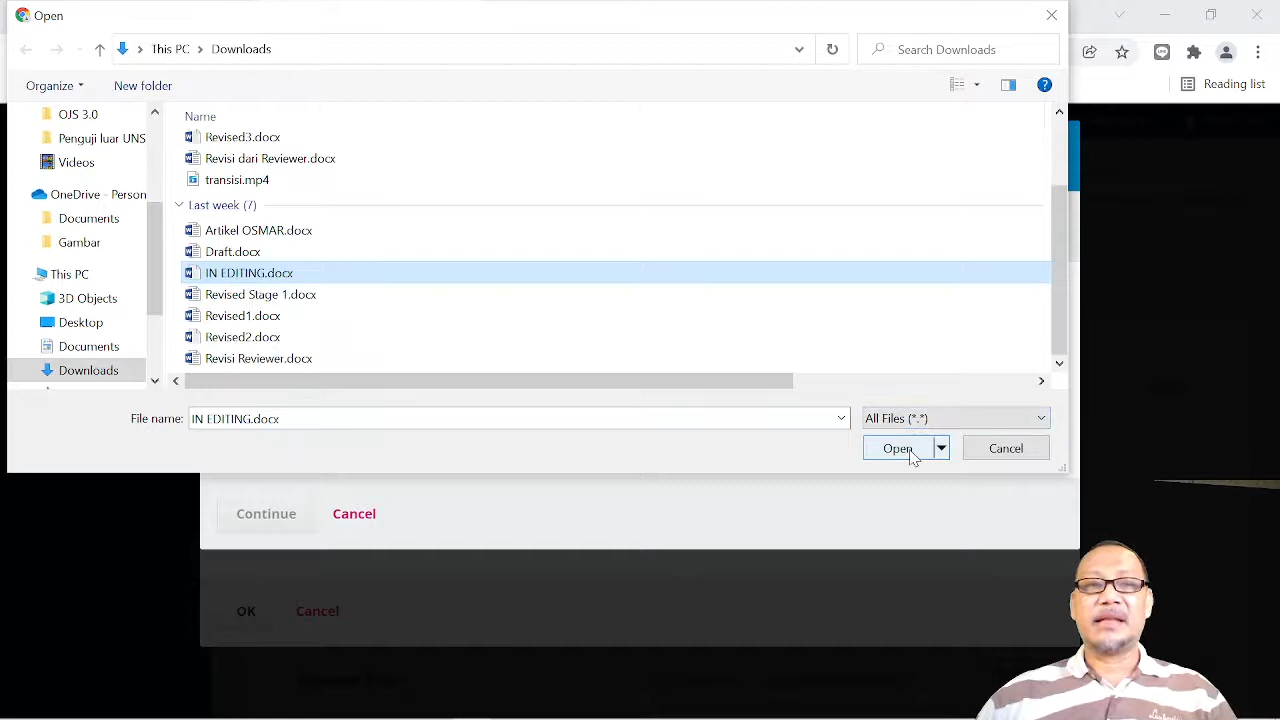 Open
This PC > Downloads
Search Downloads
Organize
New folder
Reading list
OJS 3.0
Penguji luar UNS
Videos
OneDrive - Person
Documents
Gambar
This PC
3D Objects
Desktop
Documents
Downloads
Name
Revised3.docx
Revisi dari Reviewer.docx
transisi.mp4
Last week (7)
Artikel OSMAR.docx
Draft.docx
IN EDITING.docx
Revised Stage 1.docx
Revised1.docx
Revised2.docx
Revisi Reviewer.docx
File name: IN EDITING.docx
All Files (*.*)
Open
Cancel
Continue
Cancel
OK
Cancel